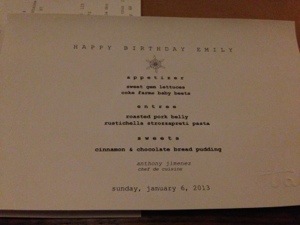 HAPPY BIRTHDAY EMILY
appetizer
sweet gem lettuces
coke farms baby beets
entree
roasted pork belly
rustichella strozzaprati pasta
sweets
cinnamon & chocolate bread pudding
anthony jimenez
chef de cuisine
sunday, january 6, 2013